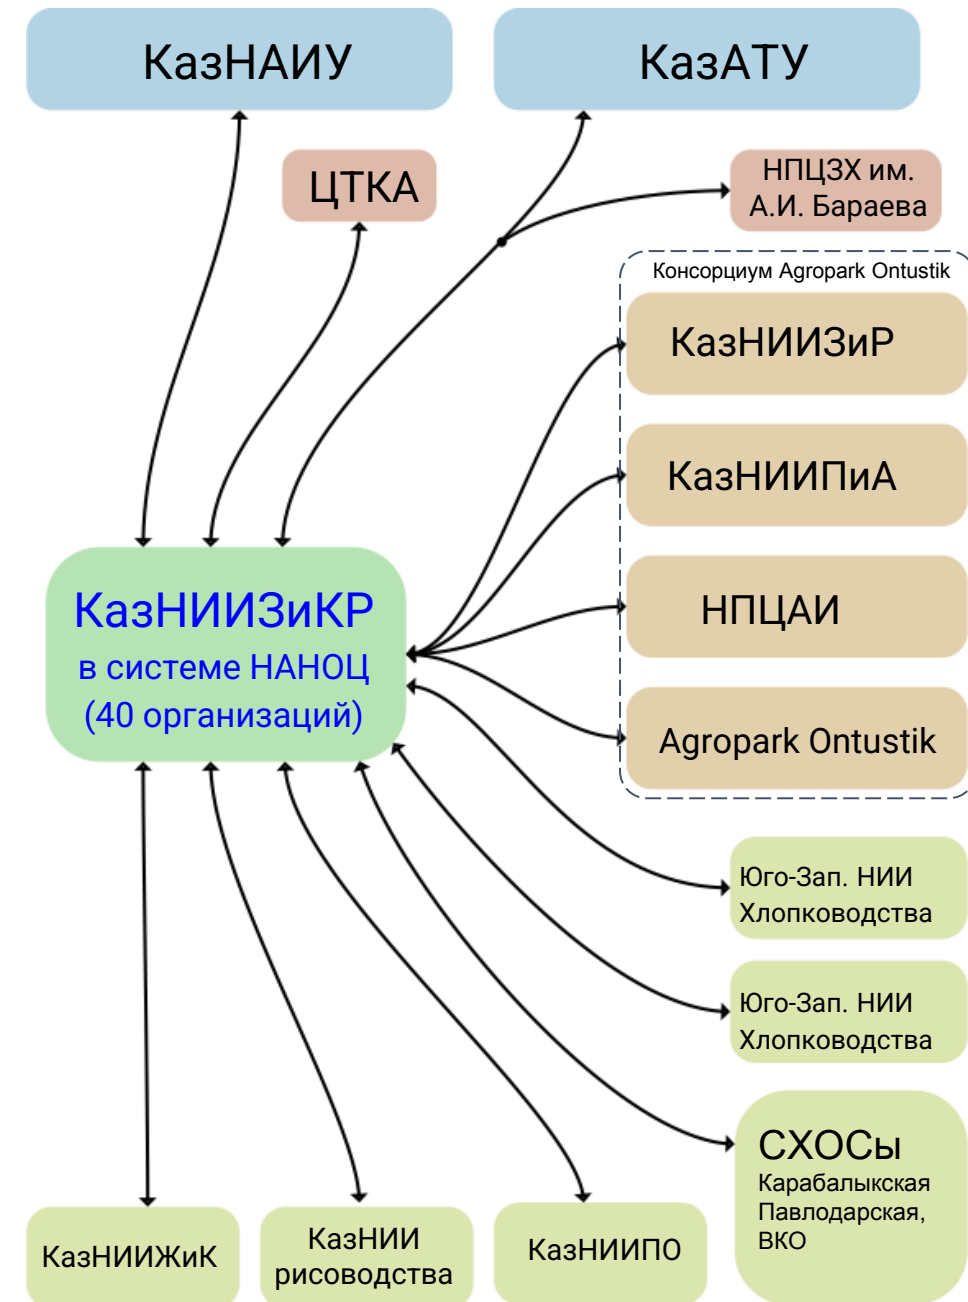 КазНАИУ
КазАТУ
ЦТКА
НПЦЗХ им.
А.И. Бараева
Консорциум Agropark Ontustik
КазНИИЗиР
КазНИИПиА
НПЦАИ
Agropark Ontustik
КазНИИЗиКР
в системе НАНОЦ
(40 организаций)
Юго-Зап. НИИ
Хлопководства
Юго-Зап. НИИ
Хлопководства
СХОСы
Карабалыкская
Павлодарская,
ВКО
КазНИИЖиК
КазНИИ
рисоводства
КазНИИПО